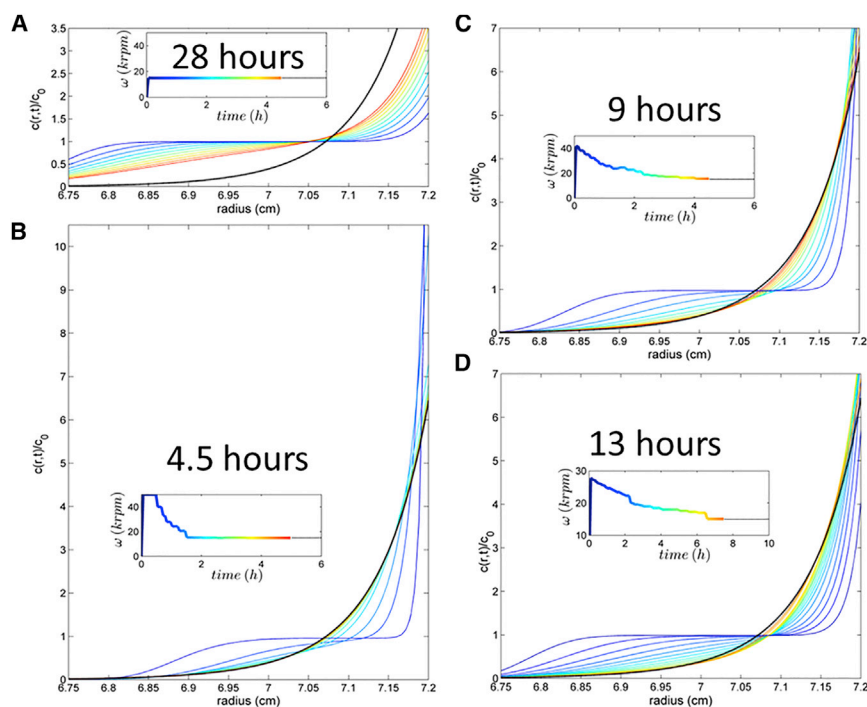 A
28 hours
ω (krpm)
40
20
0
0 2 4 6
time (h)
c(r,t)/c0
3.5
3
2.5
2
1.5
1
0.5
0
6.75 6.8 6.85 6.9 6.95 7 7.05 7.1 7.15 7.2
radius (cm)
B
4.5 hours
ω (krpm)
40
20
0
0 2 4 6
time (h)
c(r,t)/c0
10
9
8
7
6
5
4
3
2
1
0
6.75 6.8 6.85 6.9 6.95 7 7.05 7.1 7.15 7.2
radius (cm)
C
9 hours
ω (krpm)
40
20
0
0 2 4 6
time (h)
c(r,t)/c0
7
6
5
4
3
2
1
0
6.75 6.8 6.85 6.9 6.95 7 7.05 7.1 7.15 7.2
radius (cm)
D
13 hours
ω (krpm)
30
20
10
0 2 4 6 8 10
time (h)
c(r,t)/c0
7
6
5
4
3
2
1
0
6.75 6.8 6.85 6.9 6.95 7 7.05 7.1 7.15 7.2
radius (cm)